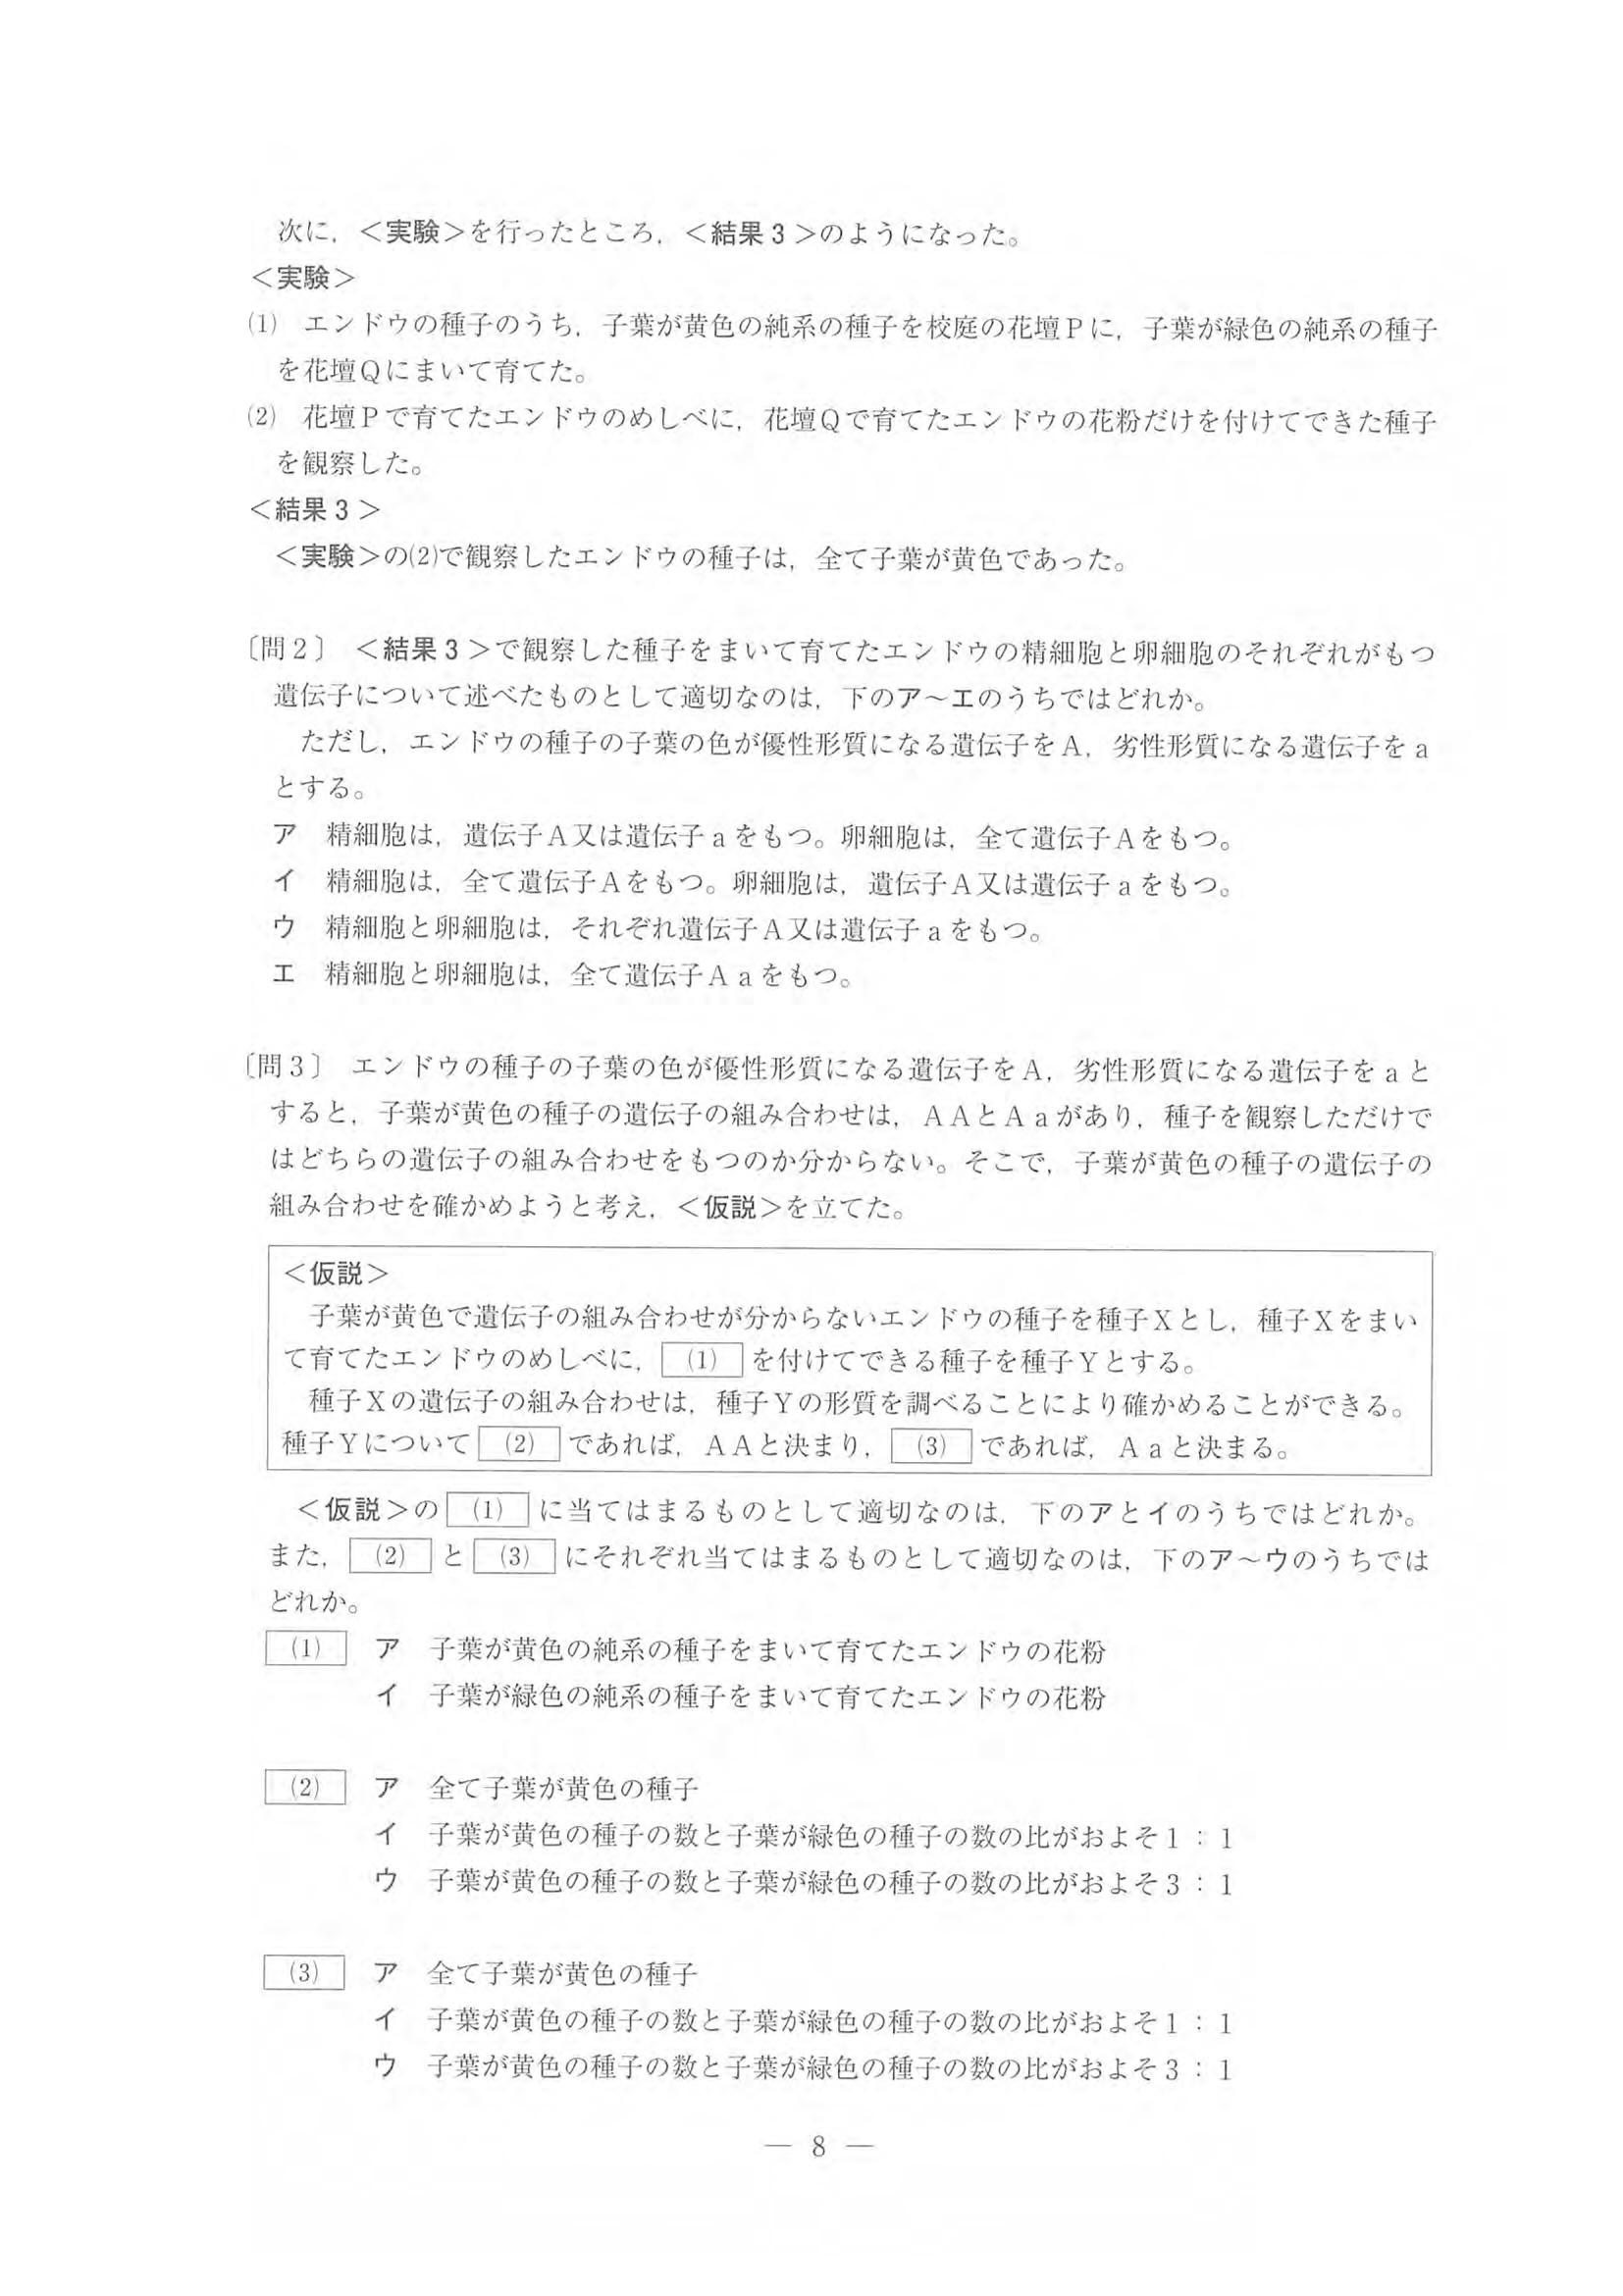 次に，＜実験＞を行ったところ，＜結果３＞のようになった。
＜実験＞
(1)　エンドウの種子のうち，子葉が黄色の純系の種子を校庭の花壇Ｐに，子葉が緑色の純系の種子
を花壇Ｑにまいて育てた。
(2)　花壇Ｐで育てたエンドウのめしべに，花壇Ｑで育てたエンドウの花粉だけを付けてできた種子
を観察した。
＜結果３＞
＜実験＞の(2)で観察したエンドウの種子は，全て子葉が黄色であった。
〔問２〕　＜結果３＞で観察した種子をまいて育てたエンドウの精細胞と卵細胞のそれぞれがもつ
遺伝子について述べたものとして適切なのは，下のア〜エのうちではどれか。
ただし，エンドウの種子の子葉の色が優性形質になる遺伝子をＡ，劣性形質になる遺伝子をａ
とする。
ア　精細胞は，遺伝子Ａ又は遺伝子ａをもつ。卵細胞は，全て遺伝子Ａをもつ。
イ　精細胞は，全て遺伝子Ａをもつ。卵細胞は，遺伝子Ａ又は遺伝子ａをもつ。
ウ　精細胞と卵細胞は，それぞれ遺伝子Ａ又は遺伝子ａをもつ。
エ　精細胞と卵細胞は，全て遺伝子Ａａをもつ。
〔問３〕　エンドウの種子の子葉の色が優性形質になる遺伝子をＡ，劣性形質になる遺伝子をａと
すると，子葉が黄色の種子の遺伝子の組み合わせは，ＡＡとＡａがあり，種子を観察しただけで
はどちらの遺伝子の組み合わせをもつのか分からない。そこで，子葉が黄色の種子の遺伝子の
組み合わせを確かめようと考え，＜仮説＞を立てた。
＜仮説＞
子葉が黄色で遺伝子の組み合わせが分からないエンドウの種子を種子Ｘとし，種子Ｘをまい
て育てたエンドウのめしべに，(1)を付けてできる種子を種子Ｙとする。
種子Ｘの遺伝子の組み合わせは，種子Ｙの形質を調べることにより確かめることができる。
種子Ｙについて(2)であれば，ＡＡと決まり，(3)であれば，Ａａと決まる。
＜仮説＞の(1)に当てはまるものとして適切なのは，下のアとイのうちではどれか。
また，(2)と(3)にそれぞれ当てはまるものとして適切なのは，下のア〜ウのうちでは
どれか。
(1)　ア　子葉が黄色の純系の種子をまいて育てたエンドウの花粉
イ　子葉が緑色の純系の種子をまいて育てたエンドウの花粉
(2)　ア　全て子葉が黄色の種子
イ　子葉が黄色の種子の数と子葉が緑色の種子の数の比がおよそ１：１
ウ　子葉が黄色の種子の数と子葉が緑色の種子の数の比がおよそ３：１
(3)　ア　全て子葉が黄色の種子
イ　子葉が黄色の種子の数と子葉が緑色の種子の数の比がおよそ１：１
ウ　子葉が黄色の種子の数と子葉が緑色の種子の数の比がおよそ３：１
— 8 —